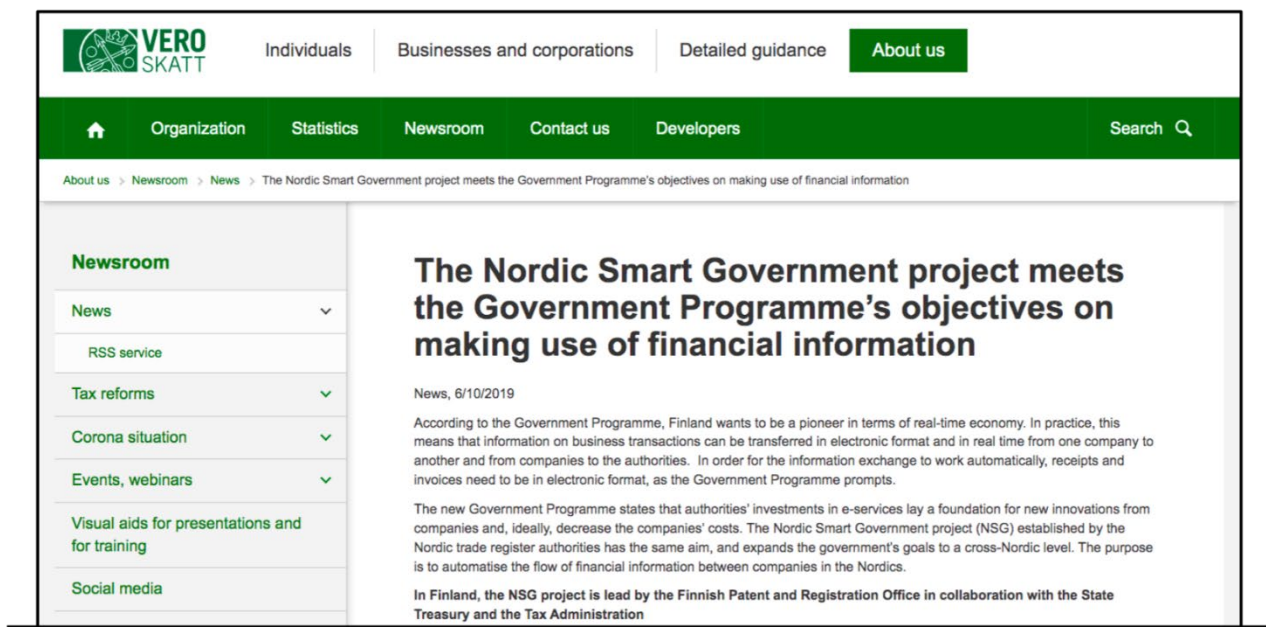 VERO
SKATT
Individuals
Businesses and corporations
Detailed guidance
About us
Organization
Statistics
Newsroom
Contact us
Developers
Search
About us > Newsroom > News > The Nordic Smart Government project meets the Government Programme's objectives on making use of financial information
Newsroom
News
RSS service
Tax reforms
Corona situation
Events, webinars
Visual aids for presentations and
for training
Social media
The Nordic Smart Government project meets
the Government Programme's objectives on
making use of financial information
News, 6/10/2019
According to the Government Programme, Finland wants to be a pioneer in terms of real-time economy. In practice, this
means that information on business transactions can be transferred in electronic format and in real time from one company to
another and from companies to the authorities. In order for the information exchange to work automatically, receipts and
invoices need to be in electronic format, as the Government Programme prompts.
The new Government Programme states that authorities' investments in e-services lay a foundation for new innovations from
companies and, ideally, decrease the companies' costs. The Nordic Smart Government project (NSG) established by the
Nordic trade register authorities has the same aim, and expands the government's goals to a cross-Nordic level. The purpose
is to automatise the flow of financial information between companies in the Nordics.
In Finland, the NSG project is lead by the Finnish Patent and Registration Office in collaboration with the State
Treasury and the Tax Administration